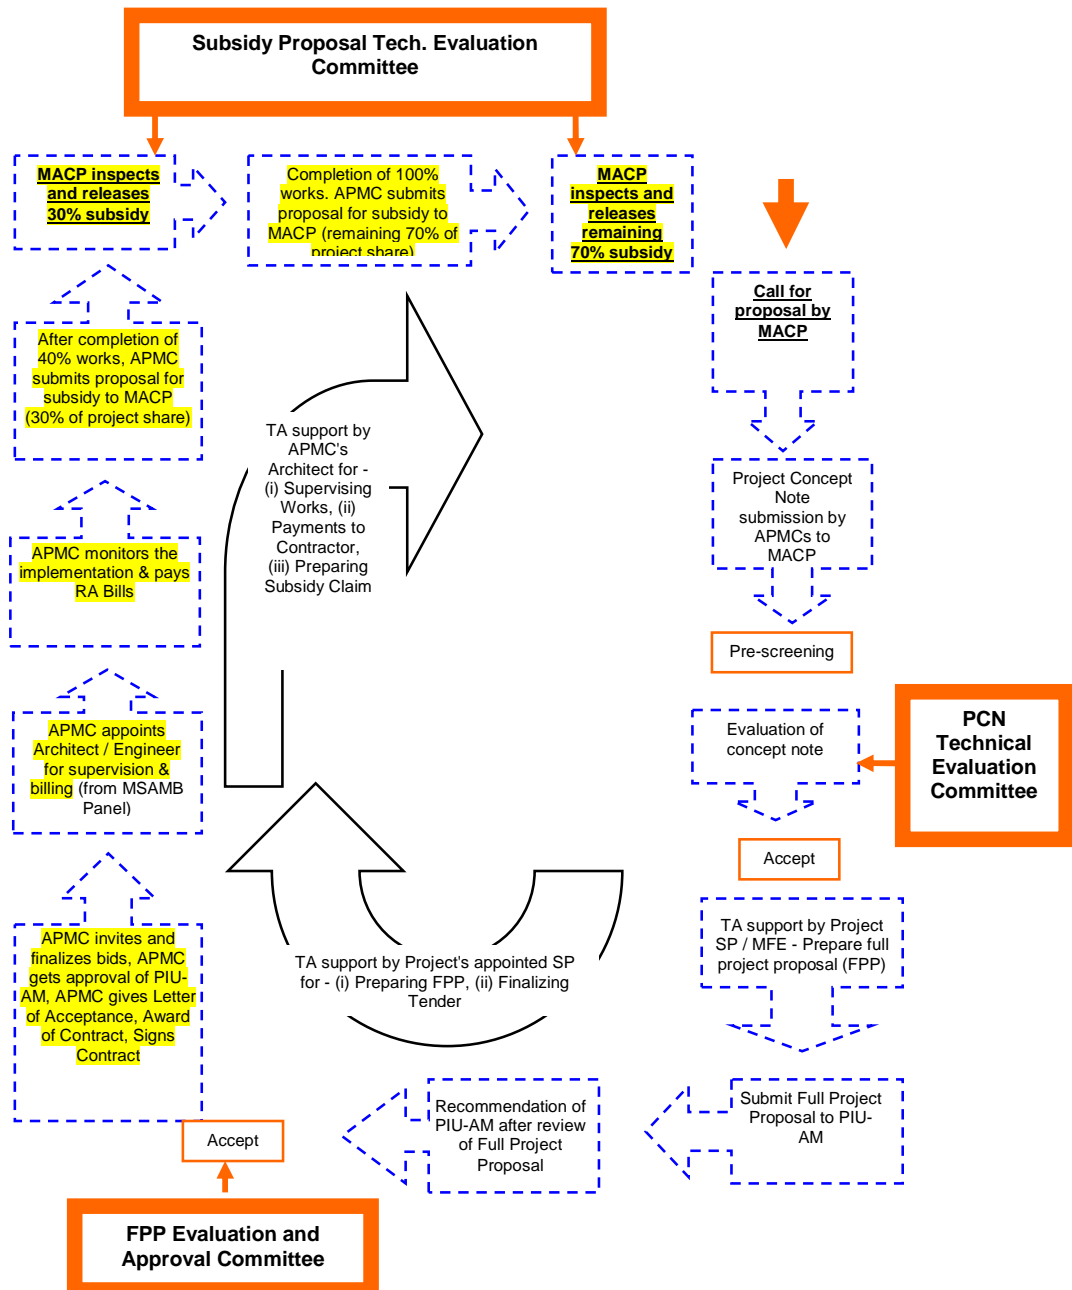 Subsidy Proposal Tech. Evaluation
Committee
MACP inspects
and releases
30% subsidy
Completion of 100%
works. APMC submits
proposal for subsidy to
MACP (remaining 70% of
project share)
MACP
inspects and
releases
remaining
70% subsidy
Call for
proposal by
MACP
After completion of
40% works, APMC
submits proposal for
subsidy to MACP
(30% of project share)
TA support by
APMC's
Architect for -
(i) Supervising
Works, (ii)
Payments to
Contractor,
(iii) Preparing
Subsidy Claim
Project Concept
Note
submission by
APMCs to
MACP
APMC monitors the
implementation & pays
RA Bills
Pre-screening
APMC appoints
Architect / Engineer
for supervision &
billing (from MSAMB
Panel)
Evaluation of
concept note
PCN
Technical
Evaluation
Committee
Accept
TA support by Project
SP / MFE - Prepare full
project proposal (FPP)
APMC invites and
finalizes bids, APMC
gets approval of PIU-
AM, APMC gives Letter
of Acceptance, Award
of Contract, Signs
Contract
TA support by Project's appointed SP
for - (i) Preparing FPP, (ii) Finalizing
Tender
Submit Full Project
Proposal to PIU-
AM
Recommendation of
PIU-AM after review
of Full Project
Proposal
Accept
FPP Evaluation and
Approval Committee